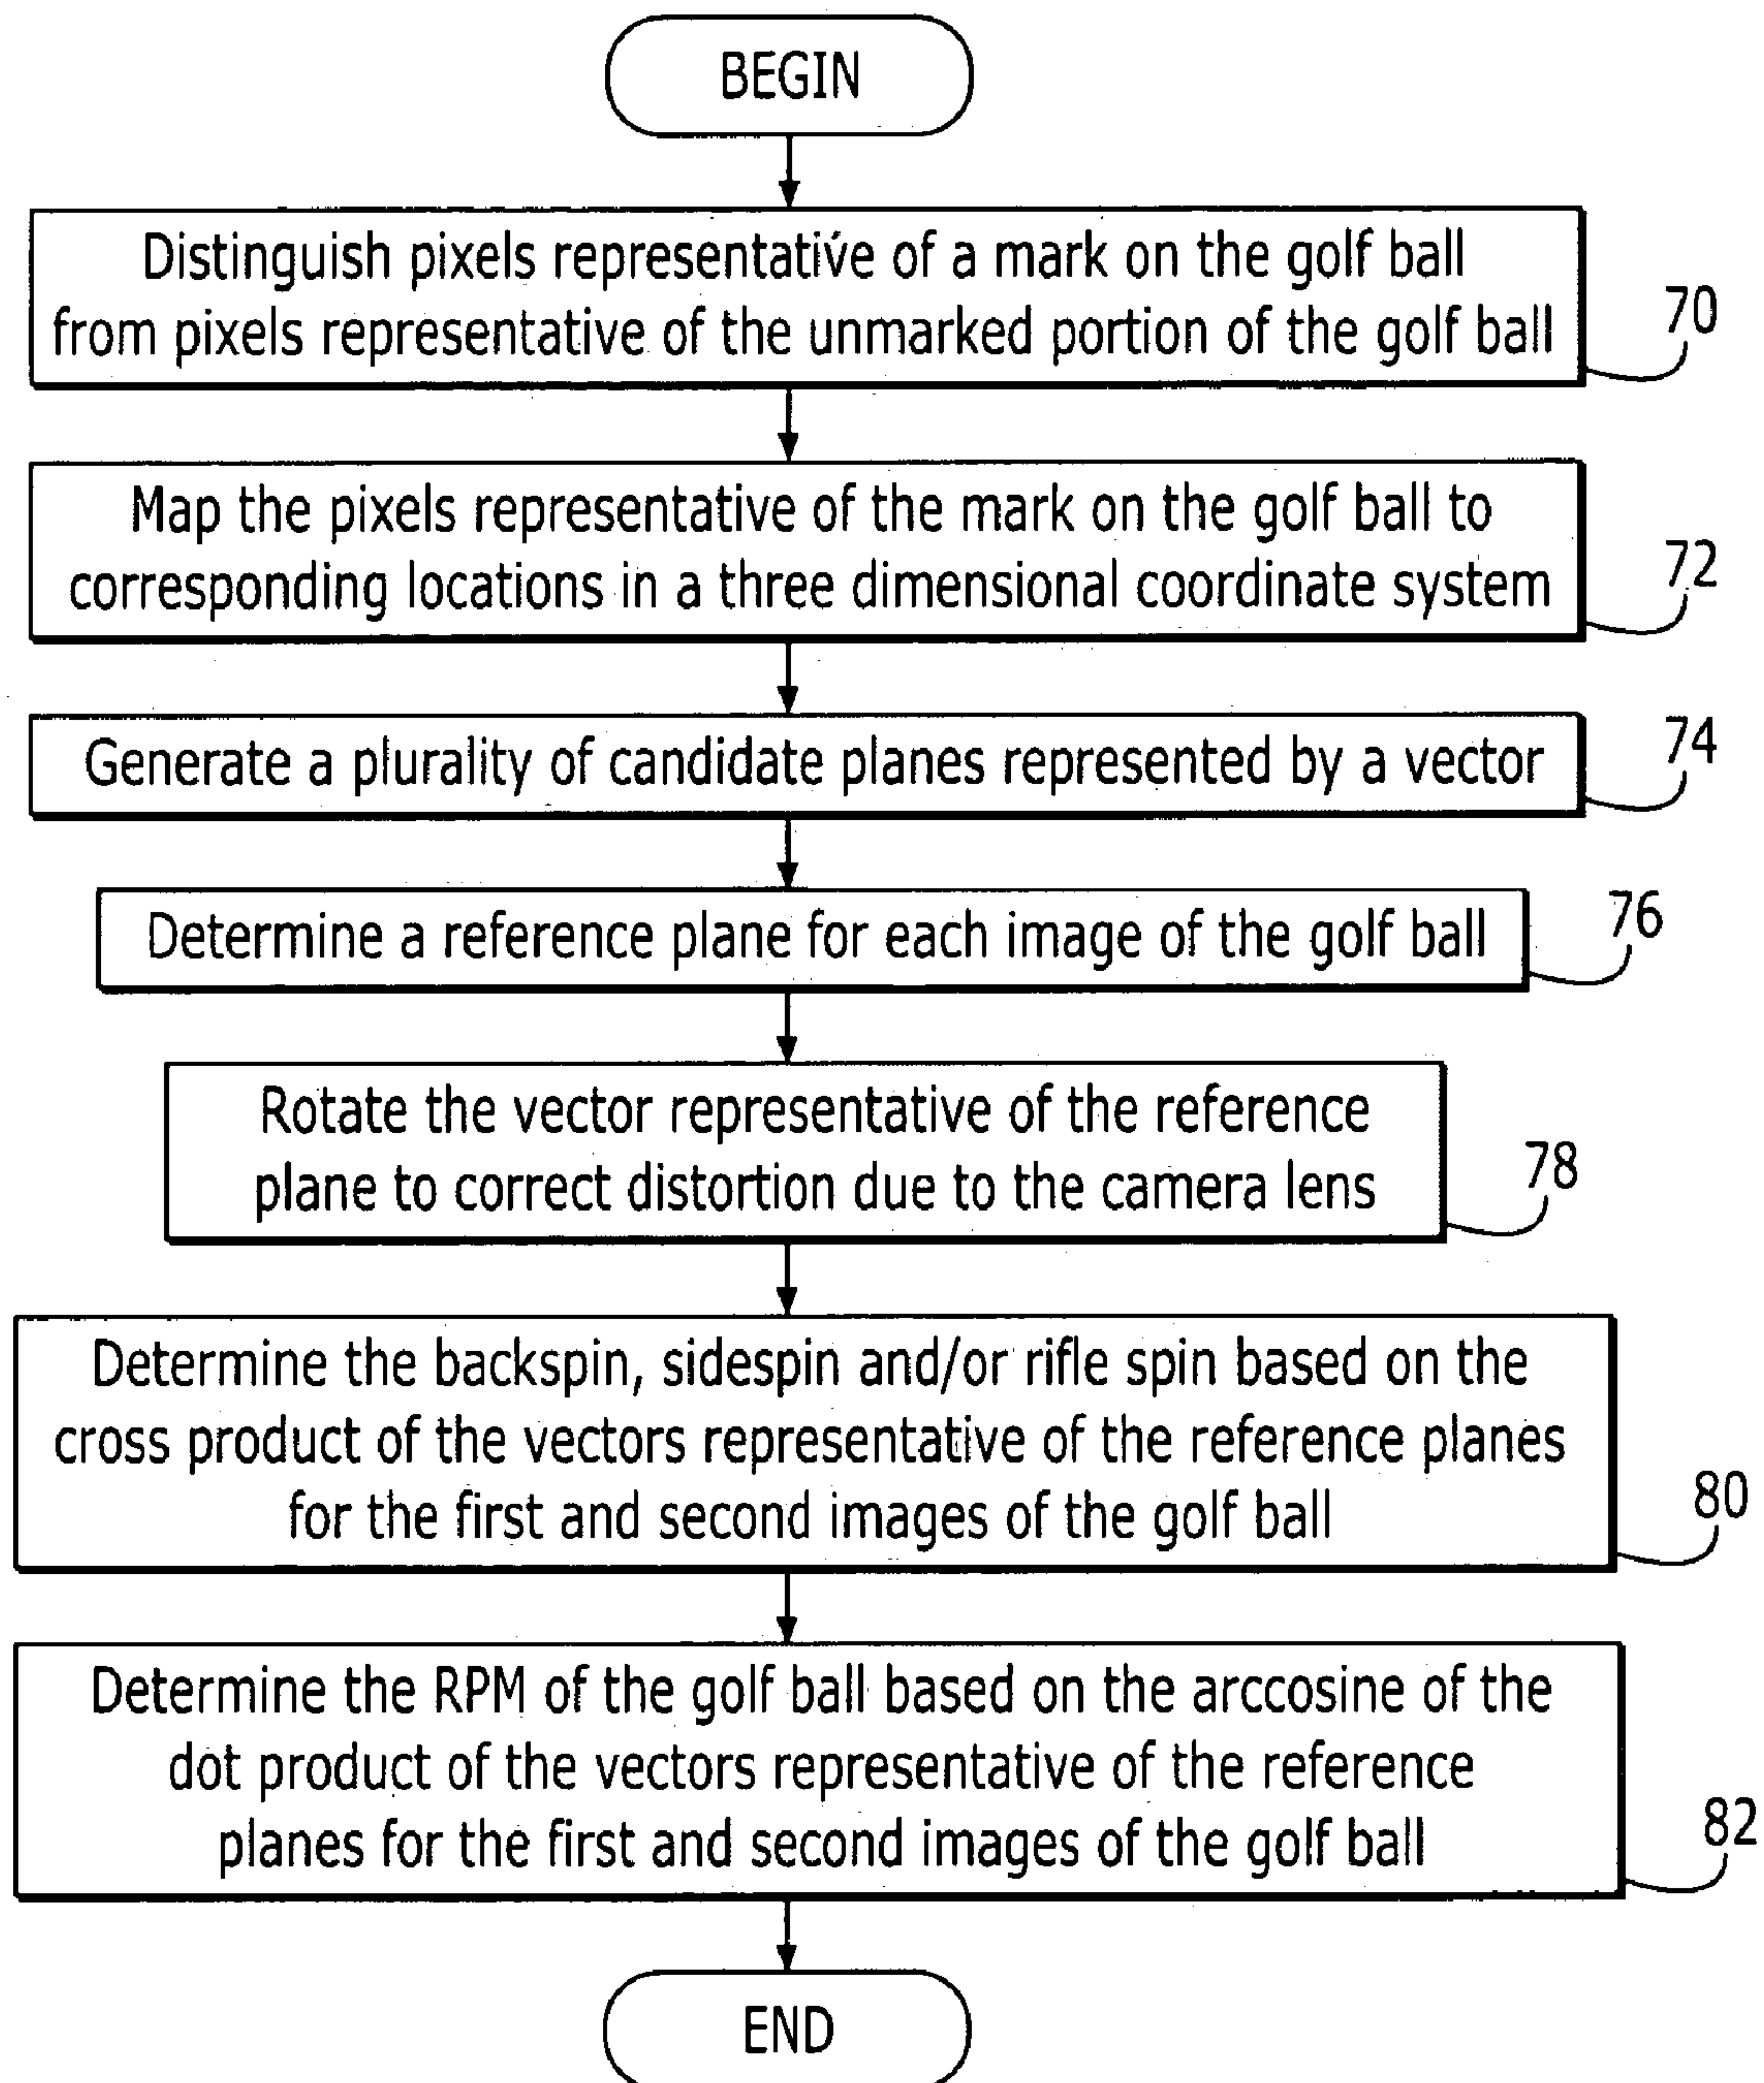 BEGIN
Distinguish pixels representative of a mark on the golf ball
from pixels representative of the unmarked portion of the golf ball
70
Map the pixels representative of the mark on the golf ball to
corresponding locations in a three dimensional coordinate system
72
Generate a plurality of candidate planes represented by a vector
74
Determine a reference plane for each image of the golf ball
76
Rotate the vector representative of the reference
plane to correct distortion due to the camera lens
78
Determine the backspin, sidespin and/or rifle spin based on the
cross product of the vectors representative of the reference planes
for the first and second images of the golf ball
80
Determine the RPM of the golf ball based on the arccosine of the
dot product of the vectors representative of the reference
planes for the first and second images of the golf ball
82
END